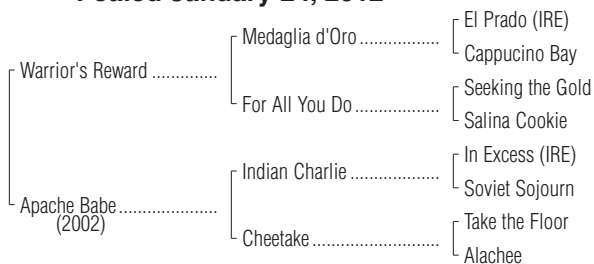 Foaled January 24, 2012
El Prado (IRE)
Medaglia d'Oro
Cappucino Bay
Warrior's Reward
Seeking the Gold
For All You Do
Salina Cookie
In Excess (IRE)
Indian Charlie
Soviet Sojourn
Apache Babe
(2002)
Take the Floor
Cheetake
Alachee